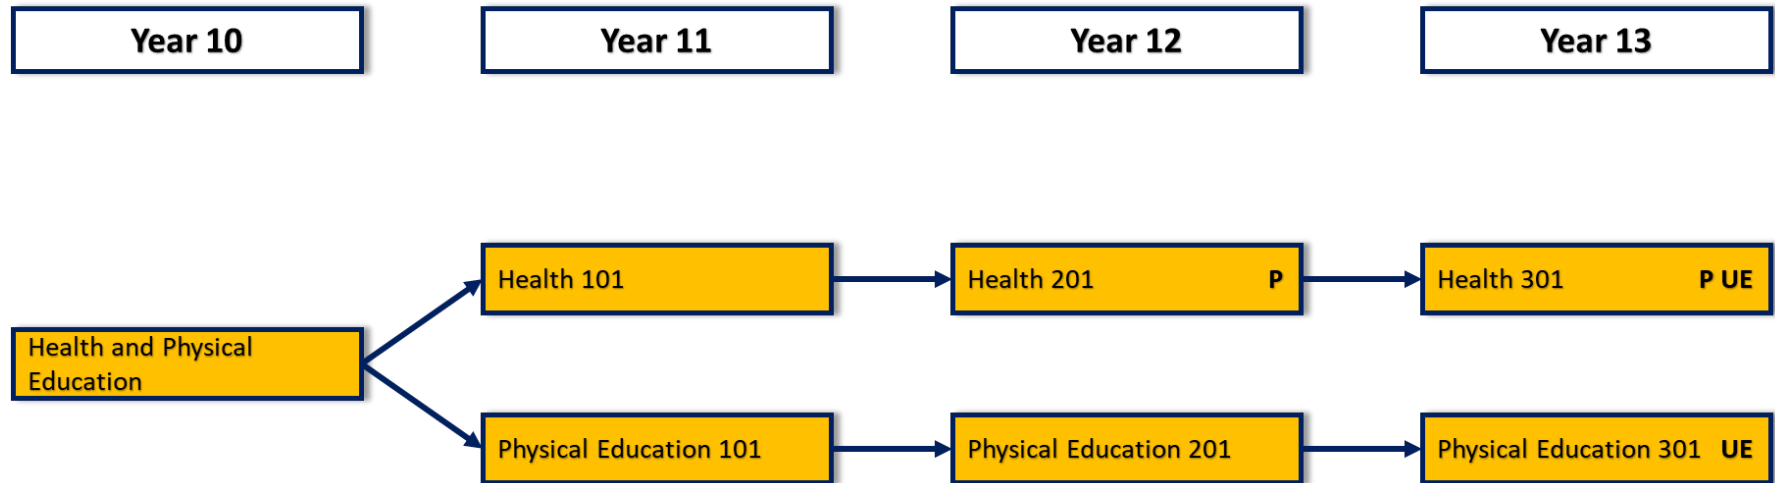 Year 10
Year 11
Year 12
Year 13
Health 101
Health 201 P
Health 301 P UE
Health and Physical
Education
Physical Education 101
Physical Education 201
Physical Education 301 UE